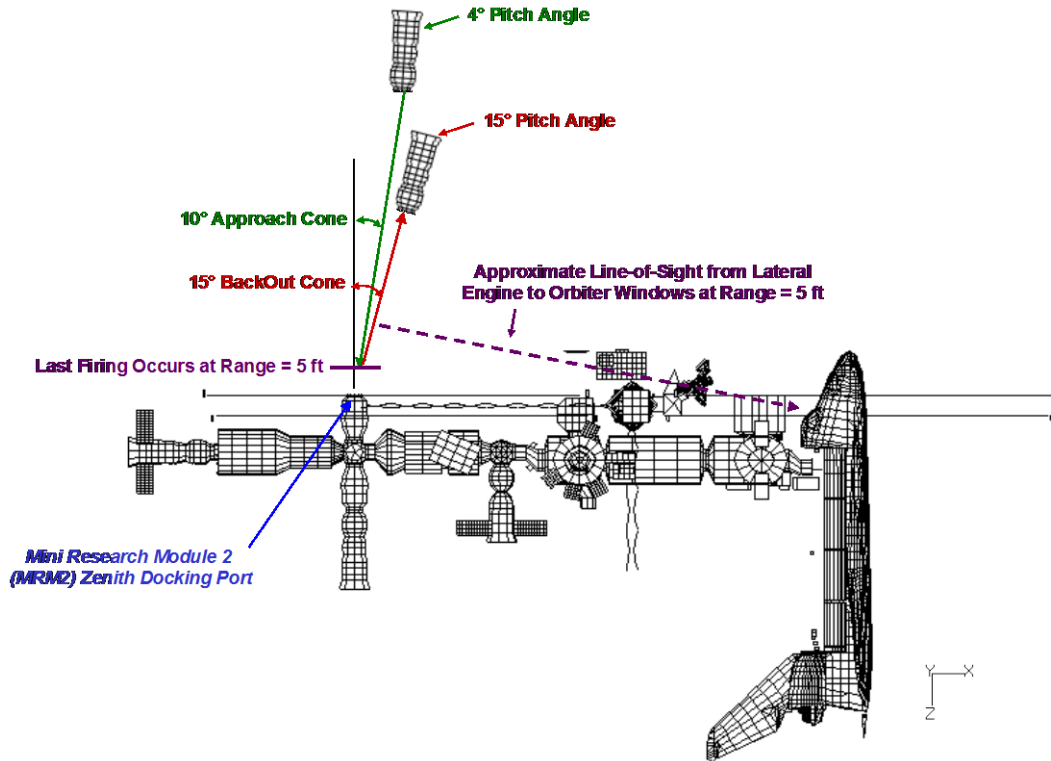 4° Pitch Angle
15° Pitch Angle
10° Approach Cone
15° BackOut Cone
Approximate Line-of-Sight from Lateral
Engine to Orbiter Windows at Range = 5 ft
Last Firing Occurs at Range = 5 ft
Mini Research Module 2
(MRM2) Zenith Docking Port
Y
X
Z